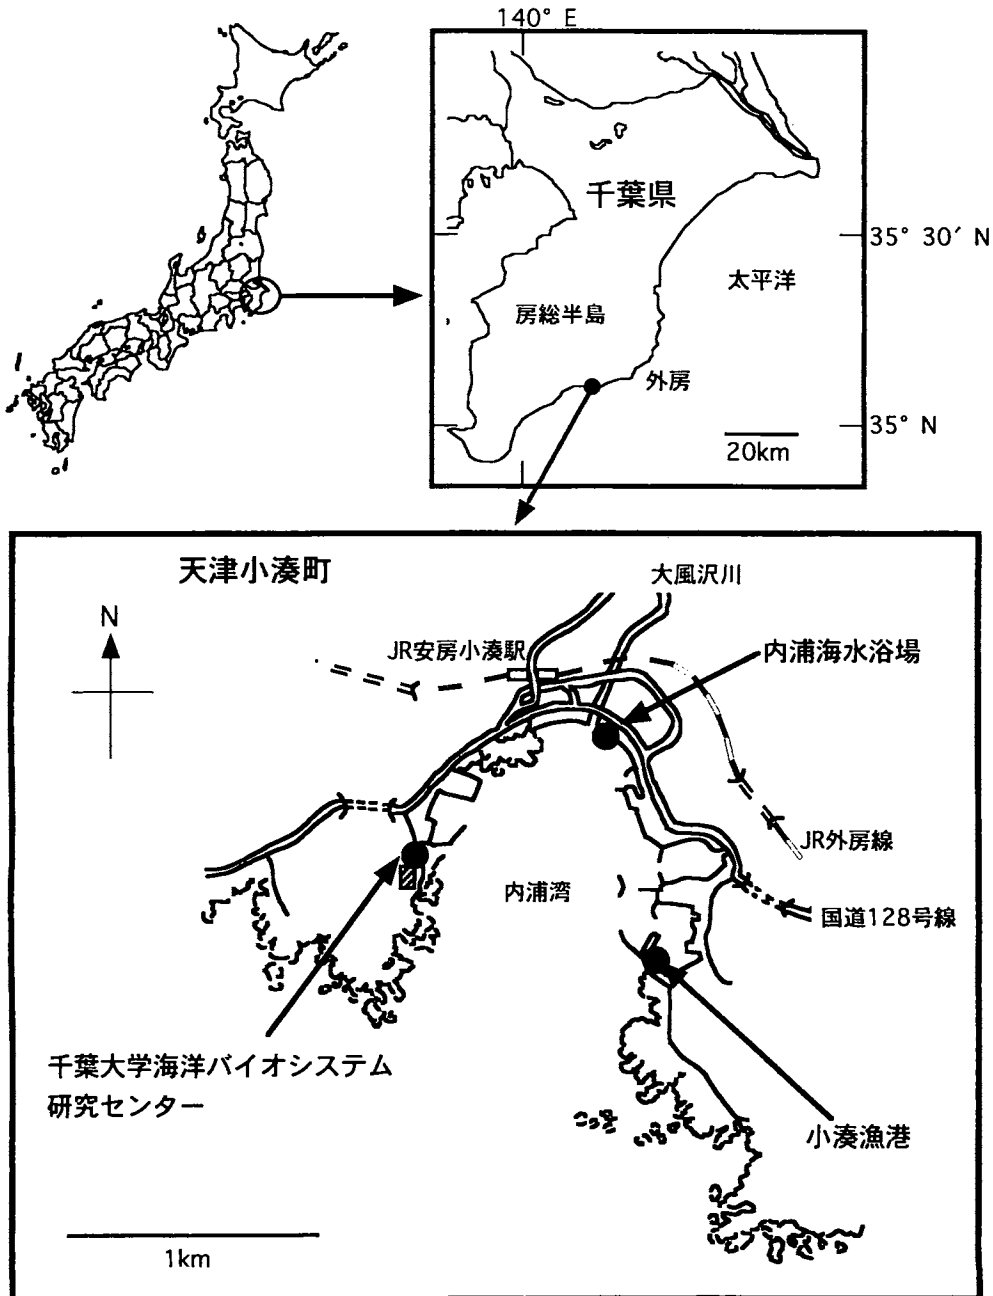 140° E
千葉県
35° 30′ N
太平洋
房総半島
外房
35° N
20km
天津小湊町
大風沢川
N
JR安房小湊駅
内浦海水浴場
JR外房線
内浦湾
国道128号線
千葉大学海洋バイオシステム
研究センター
小湊漁港
1km